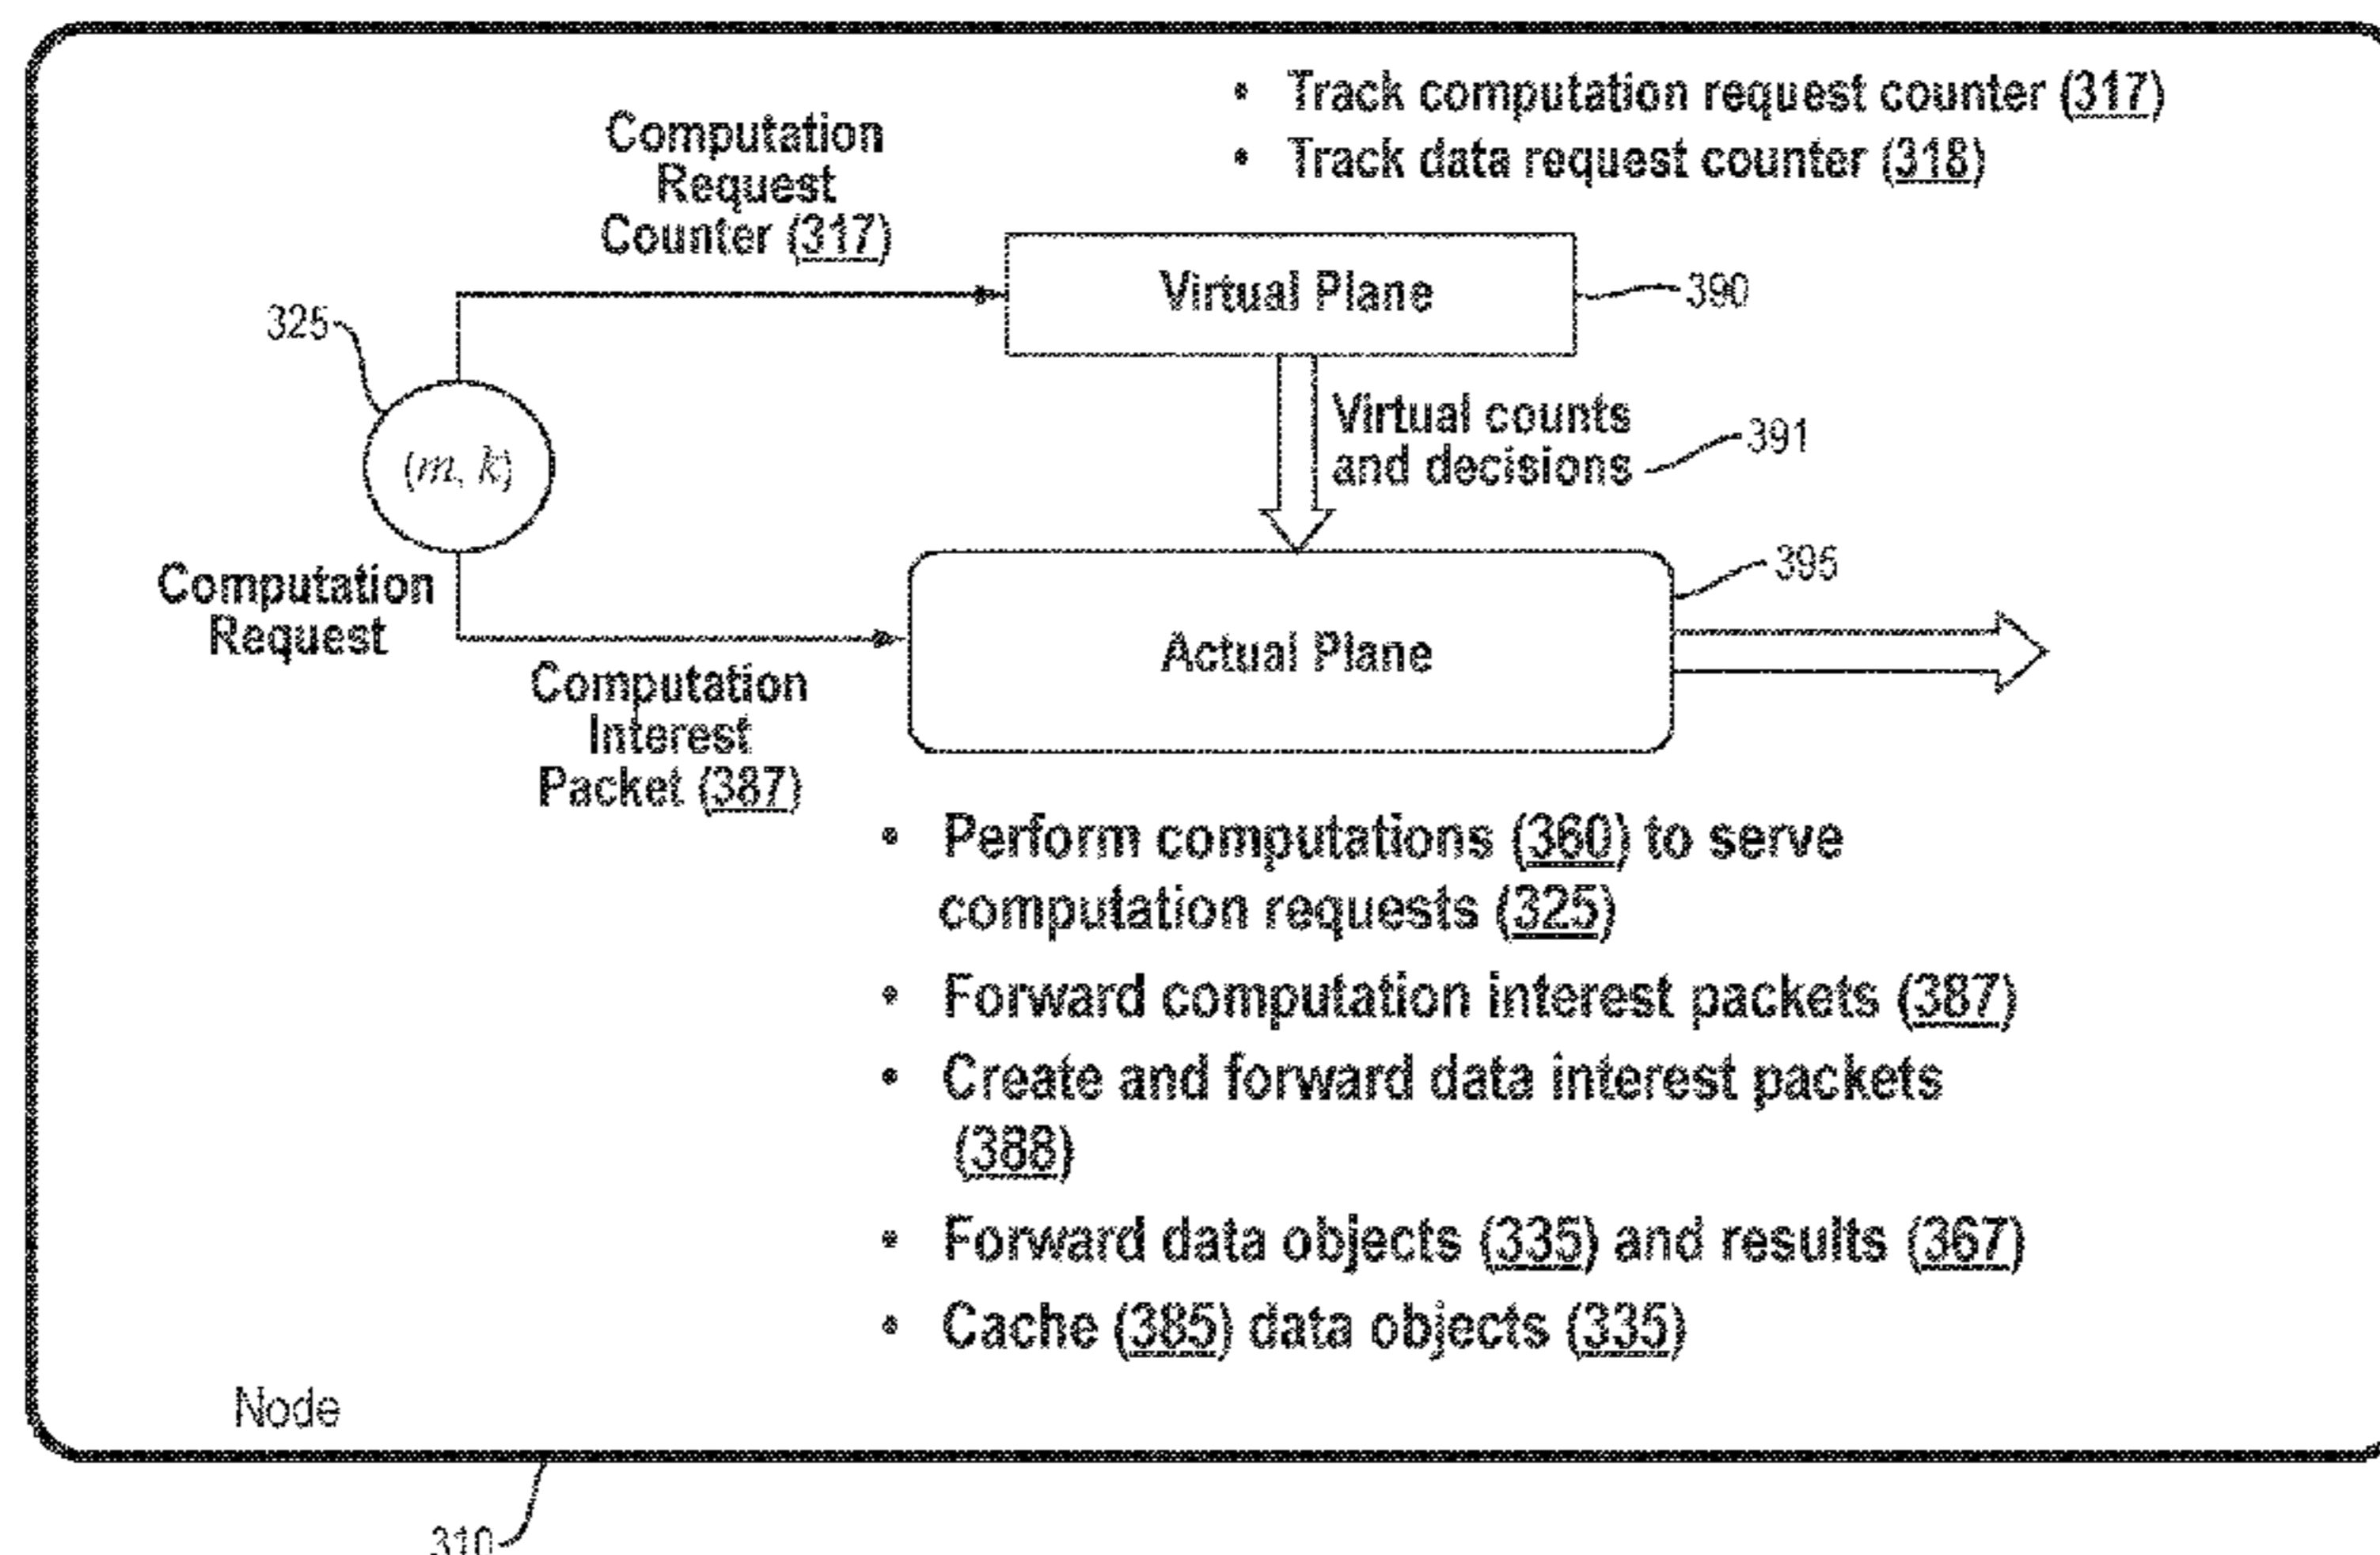 • Track computation request counter (317)
• Track data request counter (318)
Computation
Request
Counter (317)
Virtual Plane
390
325
(m, k)
Virtual counts
and decisions
391
Computation
Request
395
Actual Plane
Computation
Interest
Packet (387)
• Perform computations (360) to serve
computation requests (325)
• Forward computation interest packets (387)
• Create and forward data interest packets
(388)
• Forward data objects (335) and results (367)
• Cache (385) data objects (335)
Node
310